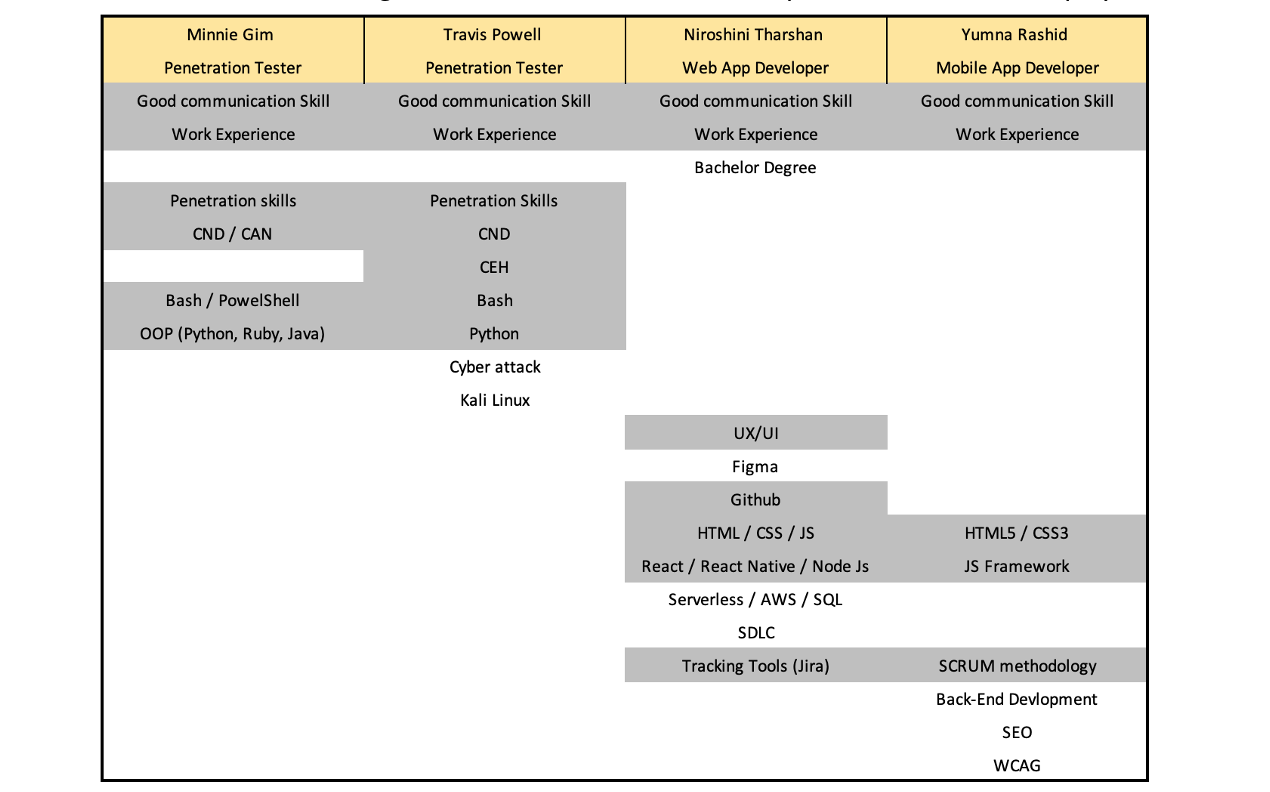 Minnie Gim Travis Powell Niroshini Tharshan Yumna Rashid
Penetration Tester Penetration Tester Web App Developer Mobile App Developer
Good communication Skill Good communication Skill Good communication Skill Good communication Skill
Work Experience Work Experience Work Experience Work Experience
Bachelor Degree
Penetration skills Penetration Skills
CND / CAN CND
CEH
Bash / PowelShell Bash
OOP (Python, Ruby, Java) Python
Cyber attack
Kali Linux
UX/UI
Figma
Github
HTML / CSS / JS HTML5 / CSS3
React / React Native / Node Js JS Framework
Serverless / AWS / SQL
SDLC
Tracking Tools (Jira) SCRUM methodology
Back-End Devlopment
SEO
WCAG